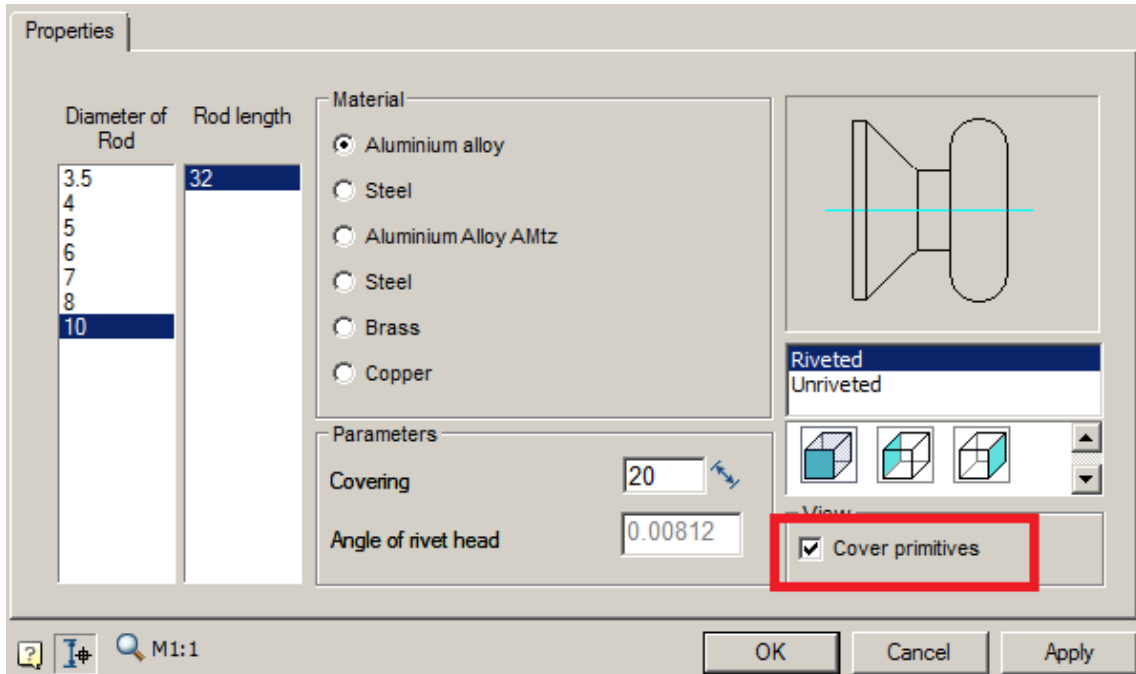 Properties
Diameter of
Rod
Rod length
3.5
4
5
6
7
8
10
32
Material
Aluminium alloy
Steel
Aluminium Alloy AMtz
Steel
Brass
Copper
Parameters
Covering
20
Angle of rivet head
0.00812
Riveted
Unriveted
View
Cover primitives
?
M1:1
OK
Cancel
Apply